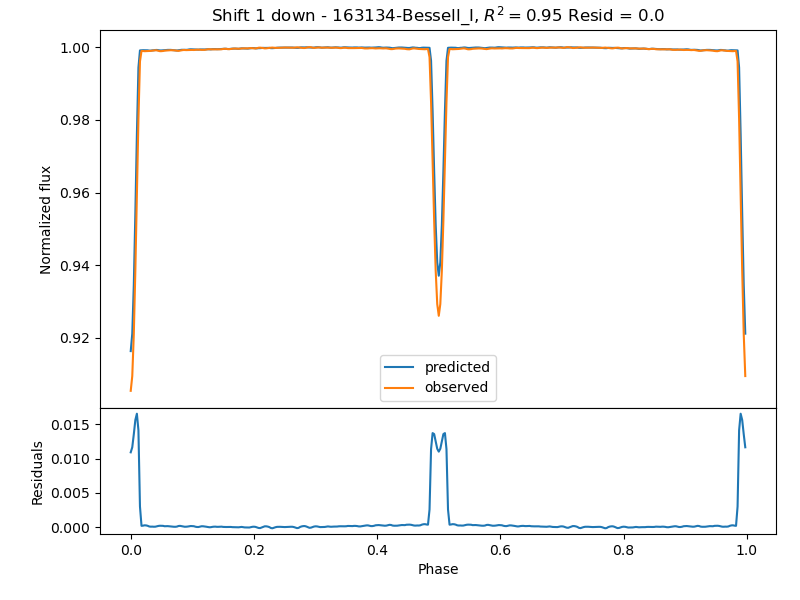 Shift 1 down - 163134-Bessell_I, R² = 0.95 Resid = 0.0
1.00
0.98
0.96
0.94
0.92
Normalized flux
predicted
observed
0.015
0.010
0.005
0.000
Residuals
0.0 0.2 0.4 0.6 0.8 1.0
Phase